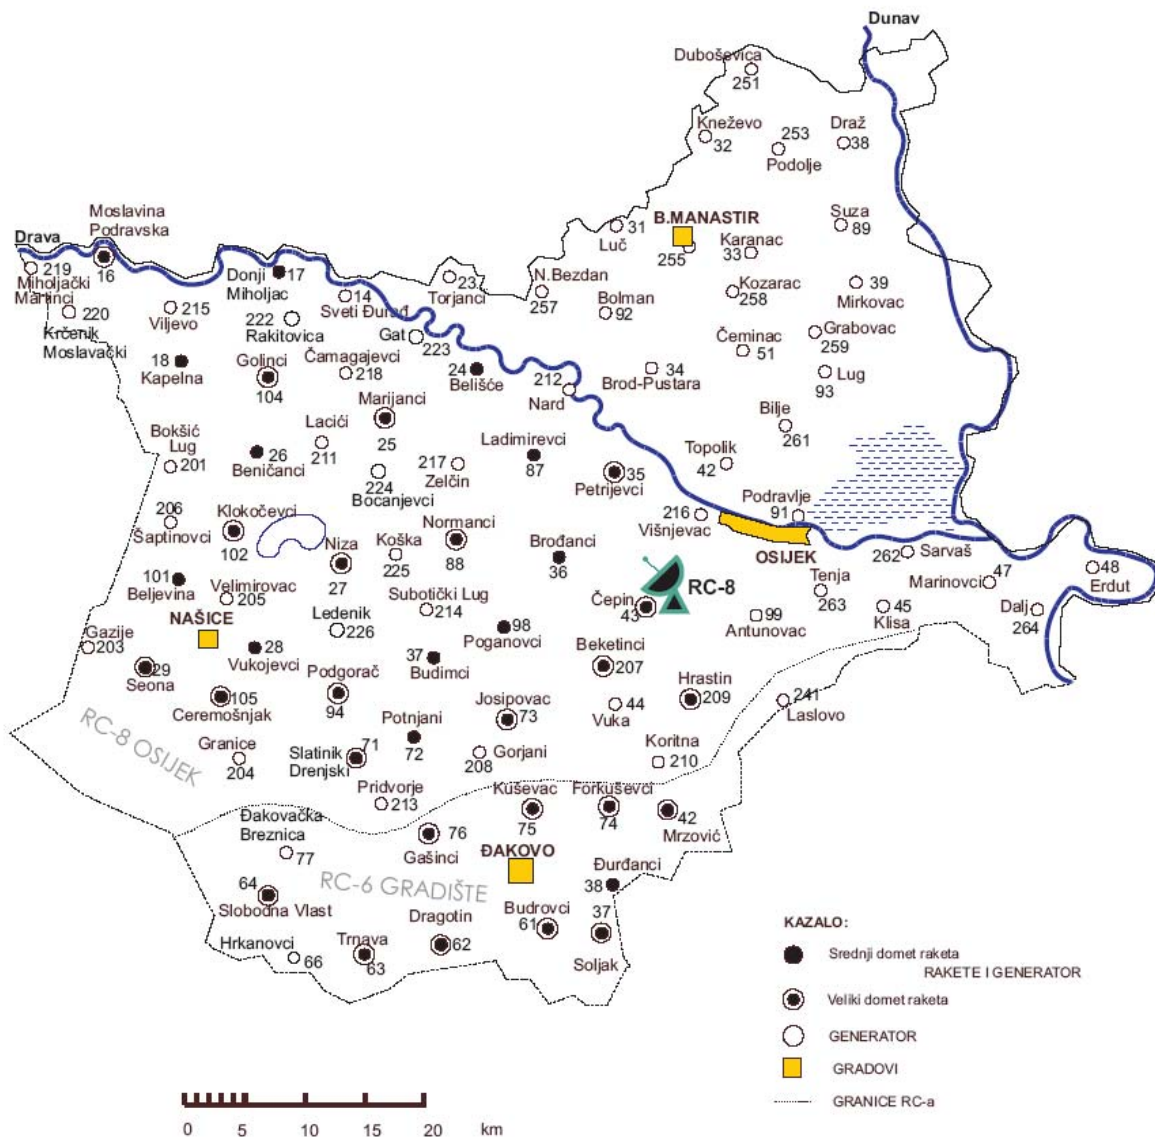 Dunav
Duboševica
251
Kneževo
32
253
Podolje
Draž
38
Moslavina
Podravska
16
Drava
219
Miholjački
Martinci
220
Krčenik
Moslavački
215
Viljevo
Donji
Miholjac
17
14
Sveti Đurađ
23
Torjanci
31
Luč
B.MANASTIR
255
Karanac
33
Suza
89
N.Bezdan
257
Bolman
92
Kozarac
258
39
Mirkovac
222
Rakitovica
Gat
223
Čeminac
51
Grabovac
259
18
Kapelna
Golinci
104
Čamagajevci
218
24
Belišće
212
Nard
34
Brod-Pustara
Lug
93
Marijanci
25
Lacići
211
Bokšić
Lug
201
26
Beničanci
224
Bocanjevci
217
Zelčin
Ladimirevci
87
35
Petrijevci
Topolik
42
Bilje
261
206
Šaptinovci
Klokočevci
102
Niza
27
Koška
225
Normanci
88
Brođanci
36
216
Višnjevac
Podravlje
91
OSIJEK
262
Sarvaš
RC-8
101
Beljevina
Velimirovac
205
Subotički Lug
214
Čepin
43
99
Antunovac
Tenja
263
45
Klisa
Marinovci
47
48
Erdut
Dalj
264
NAŠICE
Gazije
203
Ledenik
226
28
Vukojevci
98
Poganovci
37
Budimci
Beketinci
207
29
Seona
105
Ceremošnjak
Podgorač
94
Josipovac
73
44
Vuka
Hrastin
209
241
Laslovo
RC-8 OSIJEK
Granice
204
Slatinik
Drenjski
71
Potnjani
72
208
Gorjani
Koritna
210
Pridvorje
213
Kuševac
75
Forkuševci
74
42
Mrzović
Đakovačka
Breznica
77
76
Gašinci
ĐAKOVO
Đurđanci
38
RC-6 GRADIŠTE
64
Slobodna Vlast
Dragotin
62
Budrovci
61
37
Soljak
Hrkanovci
66
Trnava
63
KAZALO:
Srednji domet raketa
RAKETE I GENERATOR
Veliki domet raketa
GENERATOR
GRADOVI
GRANICE RC-a
0 5 10 15 20 km